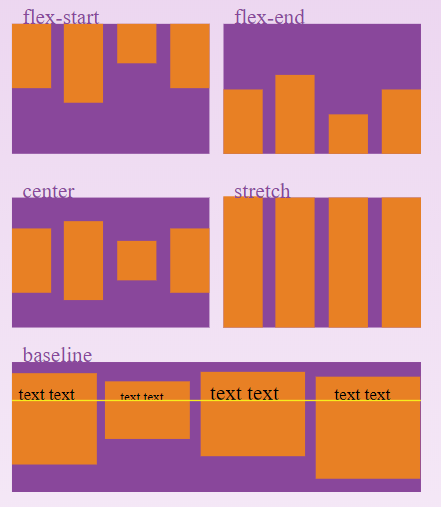 flex-start
flex-end
center
stretch
baseline
text text
text text
text text
text text